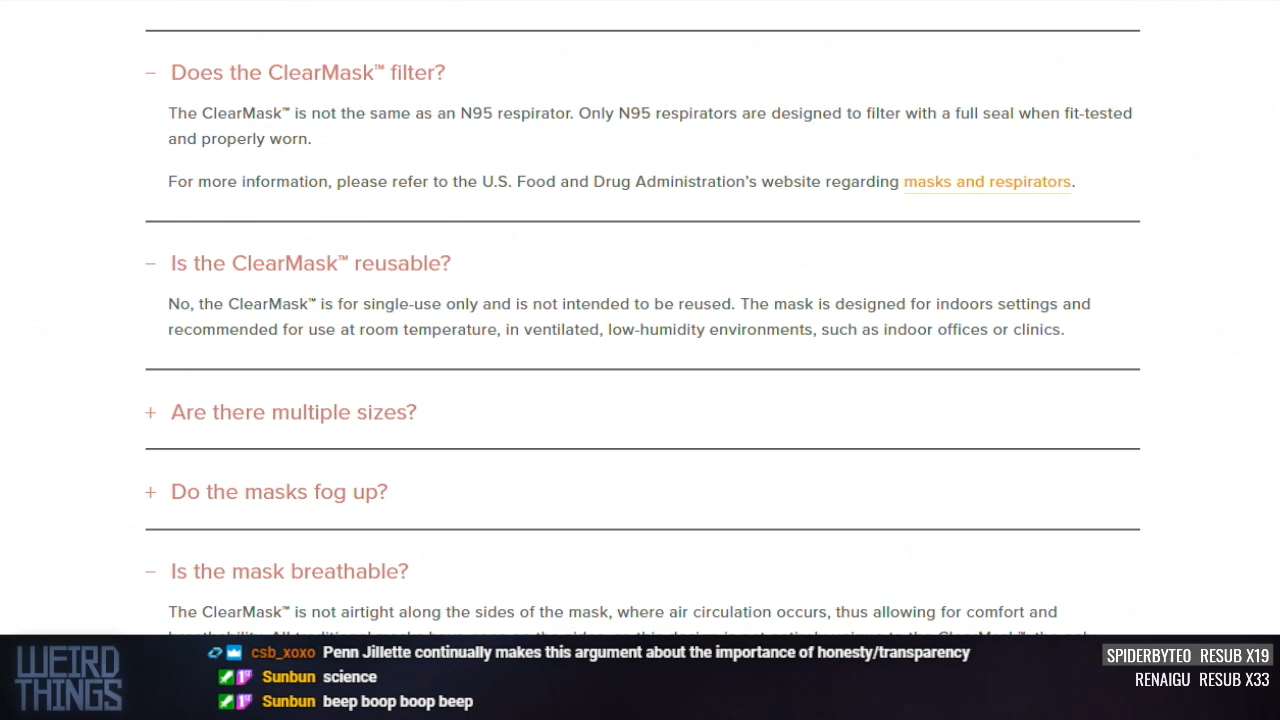 − Does the ClearMask™ filter?
The ClearMask™ is not the same as an N95 respirator. Only N95 respirators are designed to filter with a full seal when fit-tested
and properly worn.
For more information, please refer to the U.S. Food and Drug Administration’s website regarding masks and respirators.
− Is the ClearMask™ reusable?
No, the ClearMask™ is for single-use only and is not intended to be reused. The mask is designed for indoors settings and
recommended for use at room temperature, in ventilated, low-humidity environments, such as indoor offices or clinics.
+ Are there multiple sizes?
+ Do the masks fog up?
− Is the mask breathable?
The ClearMask™ is not airtight along the sides of the mask, where air circulation occurs, thus allowing for comfort and
WEIRD
THINGS
csb_xoxo Penn Jillette continually makes this argument about the importance of honesty/transparency
Sunbun science
Sunbun beep boop boop beep
SPIDERBYTE0 RESUB X19
RENAIGU RESUB X33